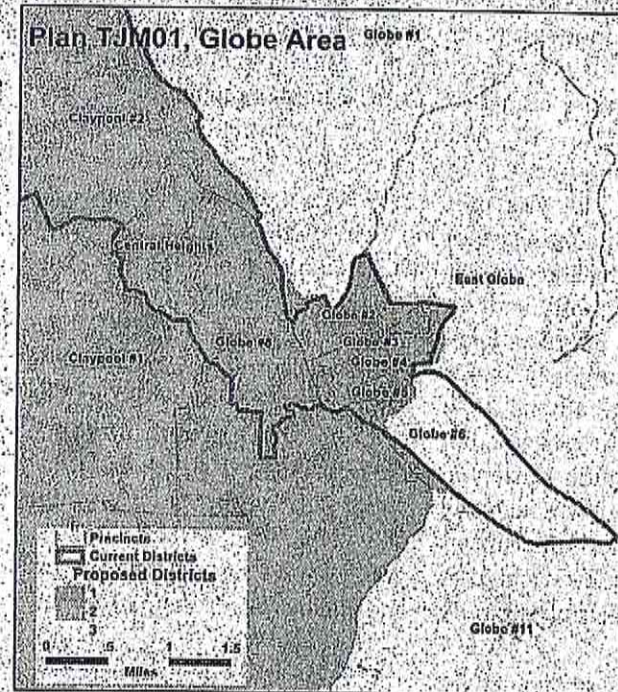 Plan TJM01, Globe Area
Globe #1
Claypool #2
Central Heights
East Globe
Globe #2
Globe #8
Globe #3
Claypool #1
Globe #4
Globe #5
Globe #6
Globe #11
Precincts
Current Districts
Proposed Districts
1
2
3
0 .5 1 1.5
Miles